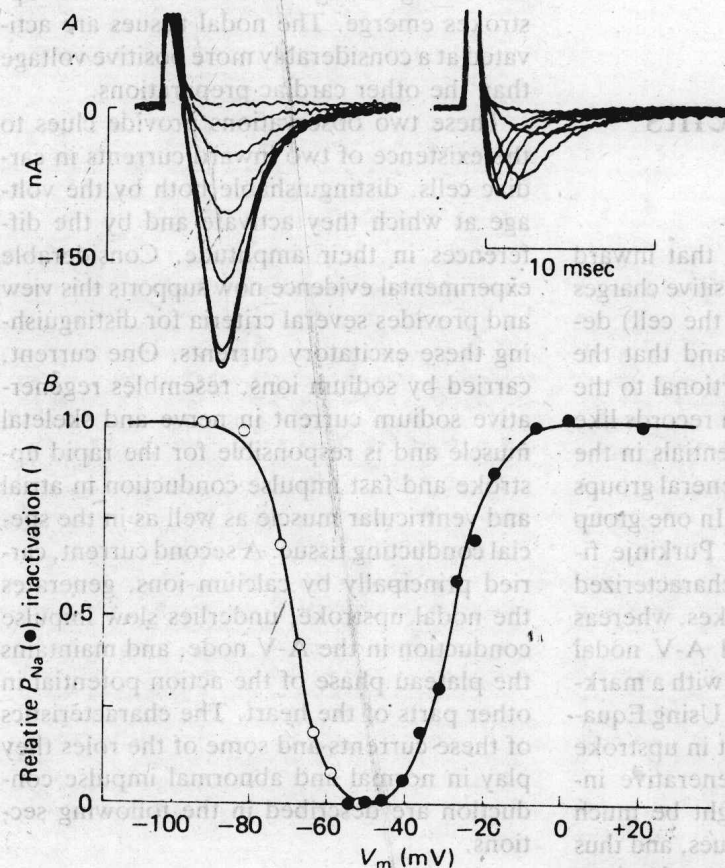 A
0
nA
−150
10 msec
B
1.0
0.5
0
Relative P Na (●), Inactivation (○)
−100 −80 −60 −40 −20 0 +20
Vm (mV)
strokes emerge. The nodal tissues are acti-
vated at a considerably more positive voltage
than the other cardiac preparations.
These two observations provide clues to
the existence of two inward currents in car-
diac cells, distinguishable both by the volt-
age at which they activate and by the dif-
ferences in their amplitude. Considerable
experimental evidence now supports this view
and provides several criteria for distinguish-
ing these excitatory currents. One current,
carried by sodium ions, resembles regener-
ative sodium current in nerve and skeletal
muscle and is responsible for the rapid up-
stroke and fast impulse conduction in atrial
and ventricular muscle as well as in the spe-
cial conducting tissue. A second current, car-
ried principally by calcium ions, generates
the nodal upstroke, underlies slow impulse
conduction in the A-V node, and maintains
the plateau phase of the action potential in
other parts of the heart. The characteristics
of these currents and some of the roles they
play in normal and abnormal impulse con-
duction are described in the following sec-
tions.
that inward
sitive charges
the cell) de-
and that the
tional to the
records like
entials in the
neral groups
In one group
Purkinje fi-
characterized
kes, whereas
A-V nodal
with a mark-
Using Equa-
t in upstroke
enerative in-
ght be much
ues, and thus